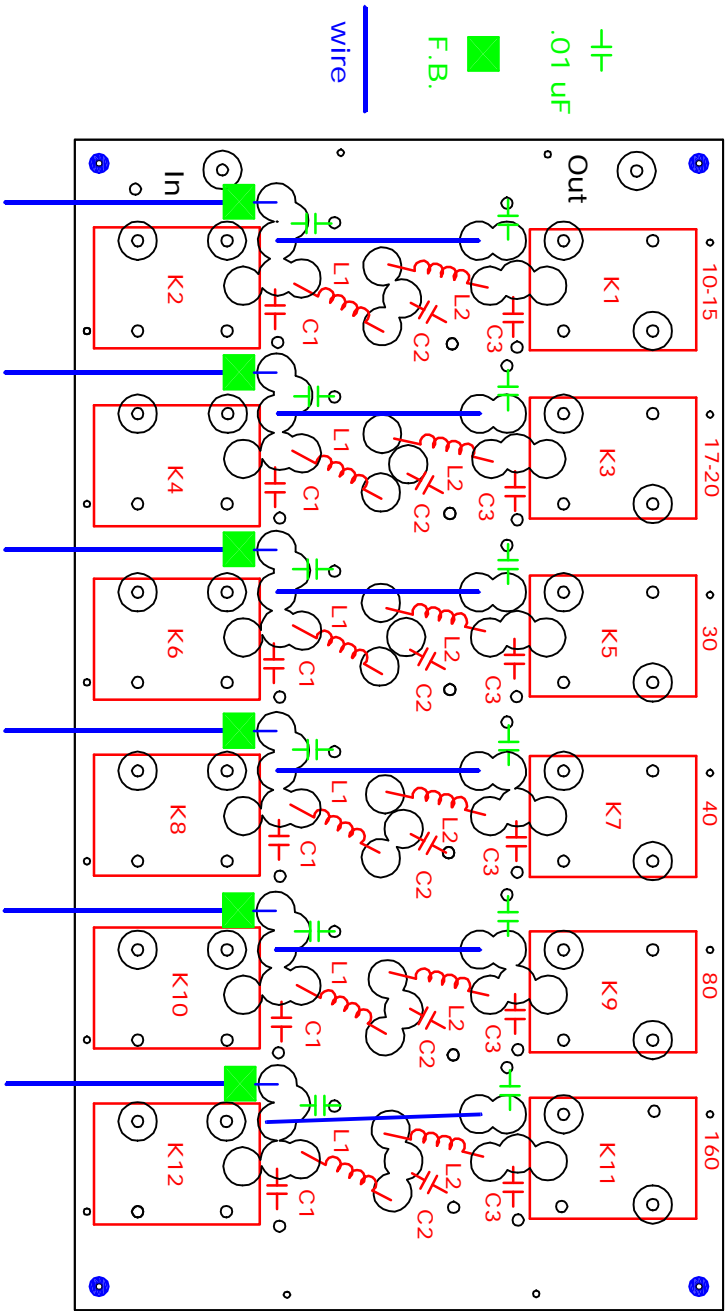 .01 uF
F.B.
wire
Out
In
10-15
17-20
30
40
80
160
K1
K3
K5
K7
K9
K11
L2
C3
L2
C3
L2
C3
L2
C3
L2
C3
L2
C3
C2
C2
C2
C2
C2
C2
L1
C1
L1
C1
L1
C1
L1
C1
L1
C1
L1
C1
K2
K4
K6
K8
K10
K12